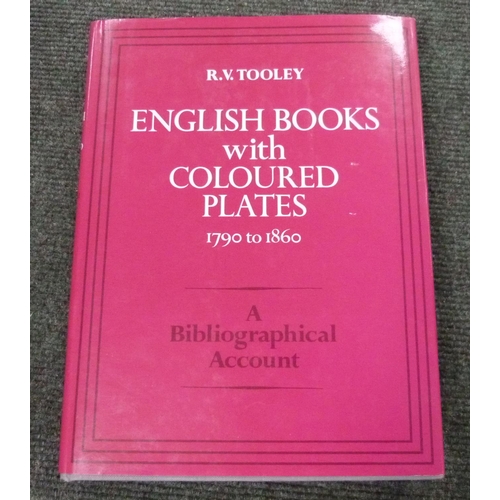 R.V. TOOLEY
ENGLISH BOOKS
with
COLOURED
PLATES
1790 to 1860
A
Bibliographical
Account